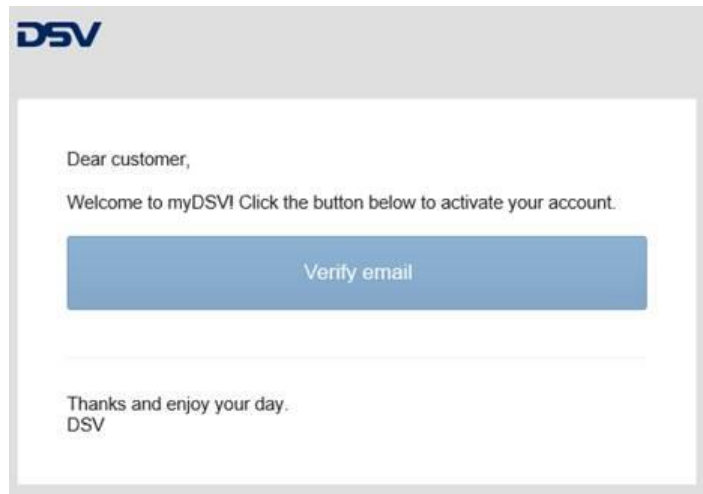 DSV
Dear customer,
Welcome to myDSV! Click the button below to activate your account.
Verify email
Thanks and enjoy your day.
DSV